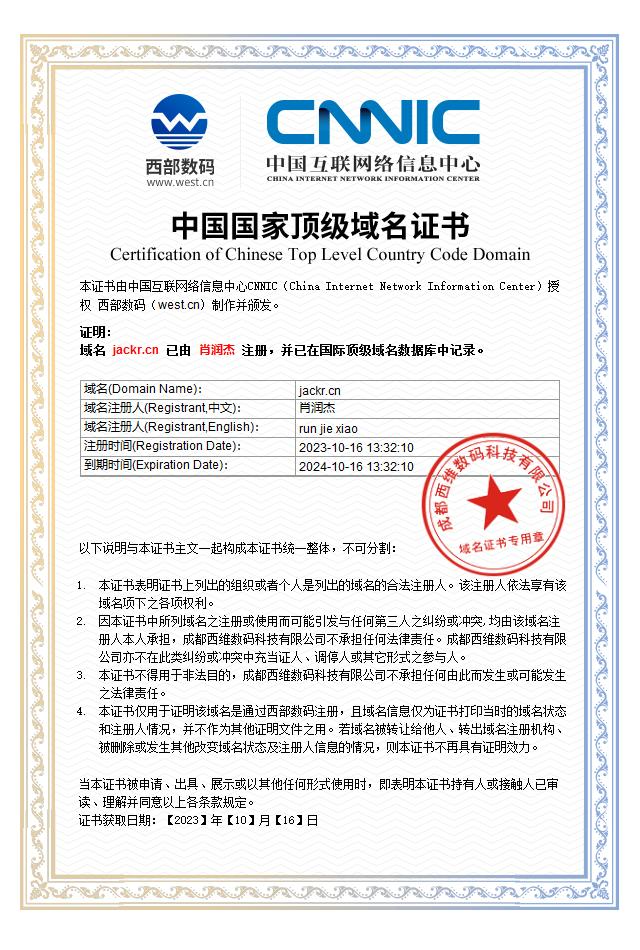 CNNIC
西部数码
www.west.cn
中国互联网络信息中心
CHINA INTERNET NETWORK INFORMATION CENTER
中国国家顶级域名证书
Certification of Chinese Top Level Country Code Domain
本证书由中国互联网络信息中心CNNIC（China Internet Network Information Center）授
权 西部数码（west.cn）制作并颁发。
证明：
域名 jackr.cn 已由 肖润杰 注册，并已在国际顶级域名数据库中记录。
域名(Domain Name): jackr.cn
域名注册人(Registrant,中文): 肖润杰
域名注册人(Registrant,English): run jie xiao
注册时间(Registration Date): 2023-10-16 13:32:10
到期时间(Expiration Date): 2024-10-16 13:32:10
成都西维数码科技有限公司
域名证书专用章
以下说明与本证书主文一起构成本证书统一整体，不可分割：
1. 本证书表明证书上列出的组织或者个人是列出的域名的合法注册人。该注册人依法享有该
域名项下之各项权利。
2. 因本证书中所列域名之注册或使用而可能引发与任何第三人之纠纷或冲突，均由该域名注
册人本人承担，成都西维数码科技有限公司不承担任何法律责任。成都西维数码科技有限
公司亦不在此类纠纷或冲突中充当证人、调停人或其它形式之参与人。
3. 本证书不得用于非法目的，成都西维数码科技有限公司不承担任何由此而发生或可能发生
之法律责任。
4. 本证书仅用于证明该域名是通过西部数码注册，且域名信息仅为证书打印当时的域名状态
和注册人情况，并不作为其他证明文件之用。若域名被转让给他人、转出域名注册机构、
被删除或发生其他改变域名状态及注册人信息的情况，则本证书不再具有证明效力。
当本证书被申请、出具、展示或以其他任何形式使用时，即表明本证书持有人或接触人已审
读、理解并同意以上各条款规定。
证书获取日期：【2023】年【10】月【16】日